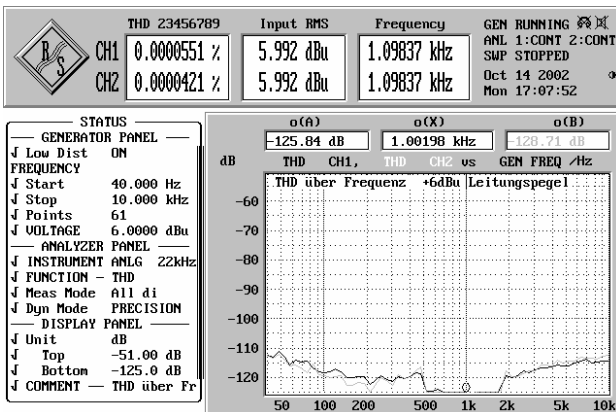 THD 23456789 Input RMS Frequency GEN RUNNING
R S CH1 0.0000551 % 5.992 dBu 1.09837 kHz ANL 1:CONT 2:CONT
SWP STOPPED
CH2 0.0000421 % 5.992 dBu 1.09837 kHz Oct 14 2002
Mon 17:07:52
STATUS
GENERATOR PANEL
Low Dist ON
FREQUENCY
Start 40.000 Hz
Stop 10.000 kHz
Points 61
VOLTAGE 6.0000 dBu
ANALYZER PANEL
INSTRUMENT ANLG 22kHz
FUNCTION - THD
Meas Mode All di
Dyn Mode PRECISION
DISPLAY PANEL
Unit dB
Top -51.00 dB
Bottom -125.0 dB
COMMENT — THD über Fr
o(A) o(X) o(B)
-125.84 dB 1.00198 kHz -128.71 dB
dB THD CH1, THD CH2 vs GEN FREQ /Hz
THD über Frequenz +6dBu Leitungspegel
-60
-70
-80
-90
-100
-110
-120
50 100 200 500 1k 2k 5k 10k